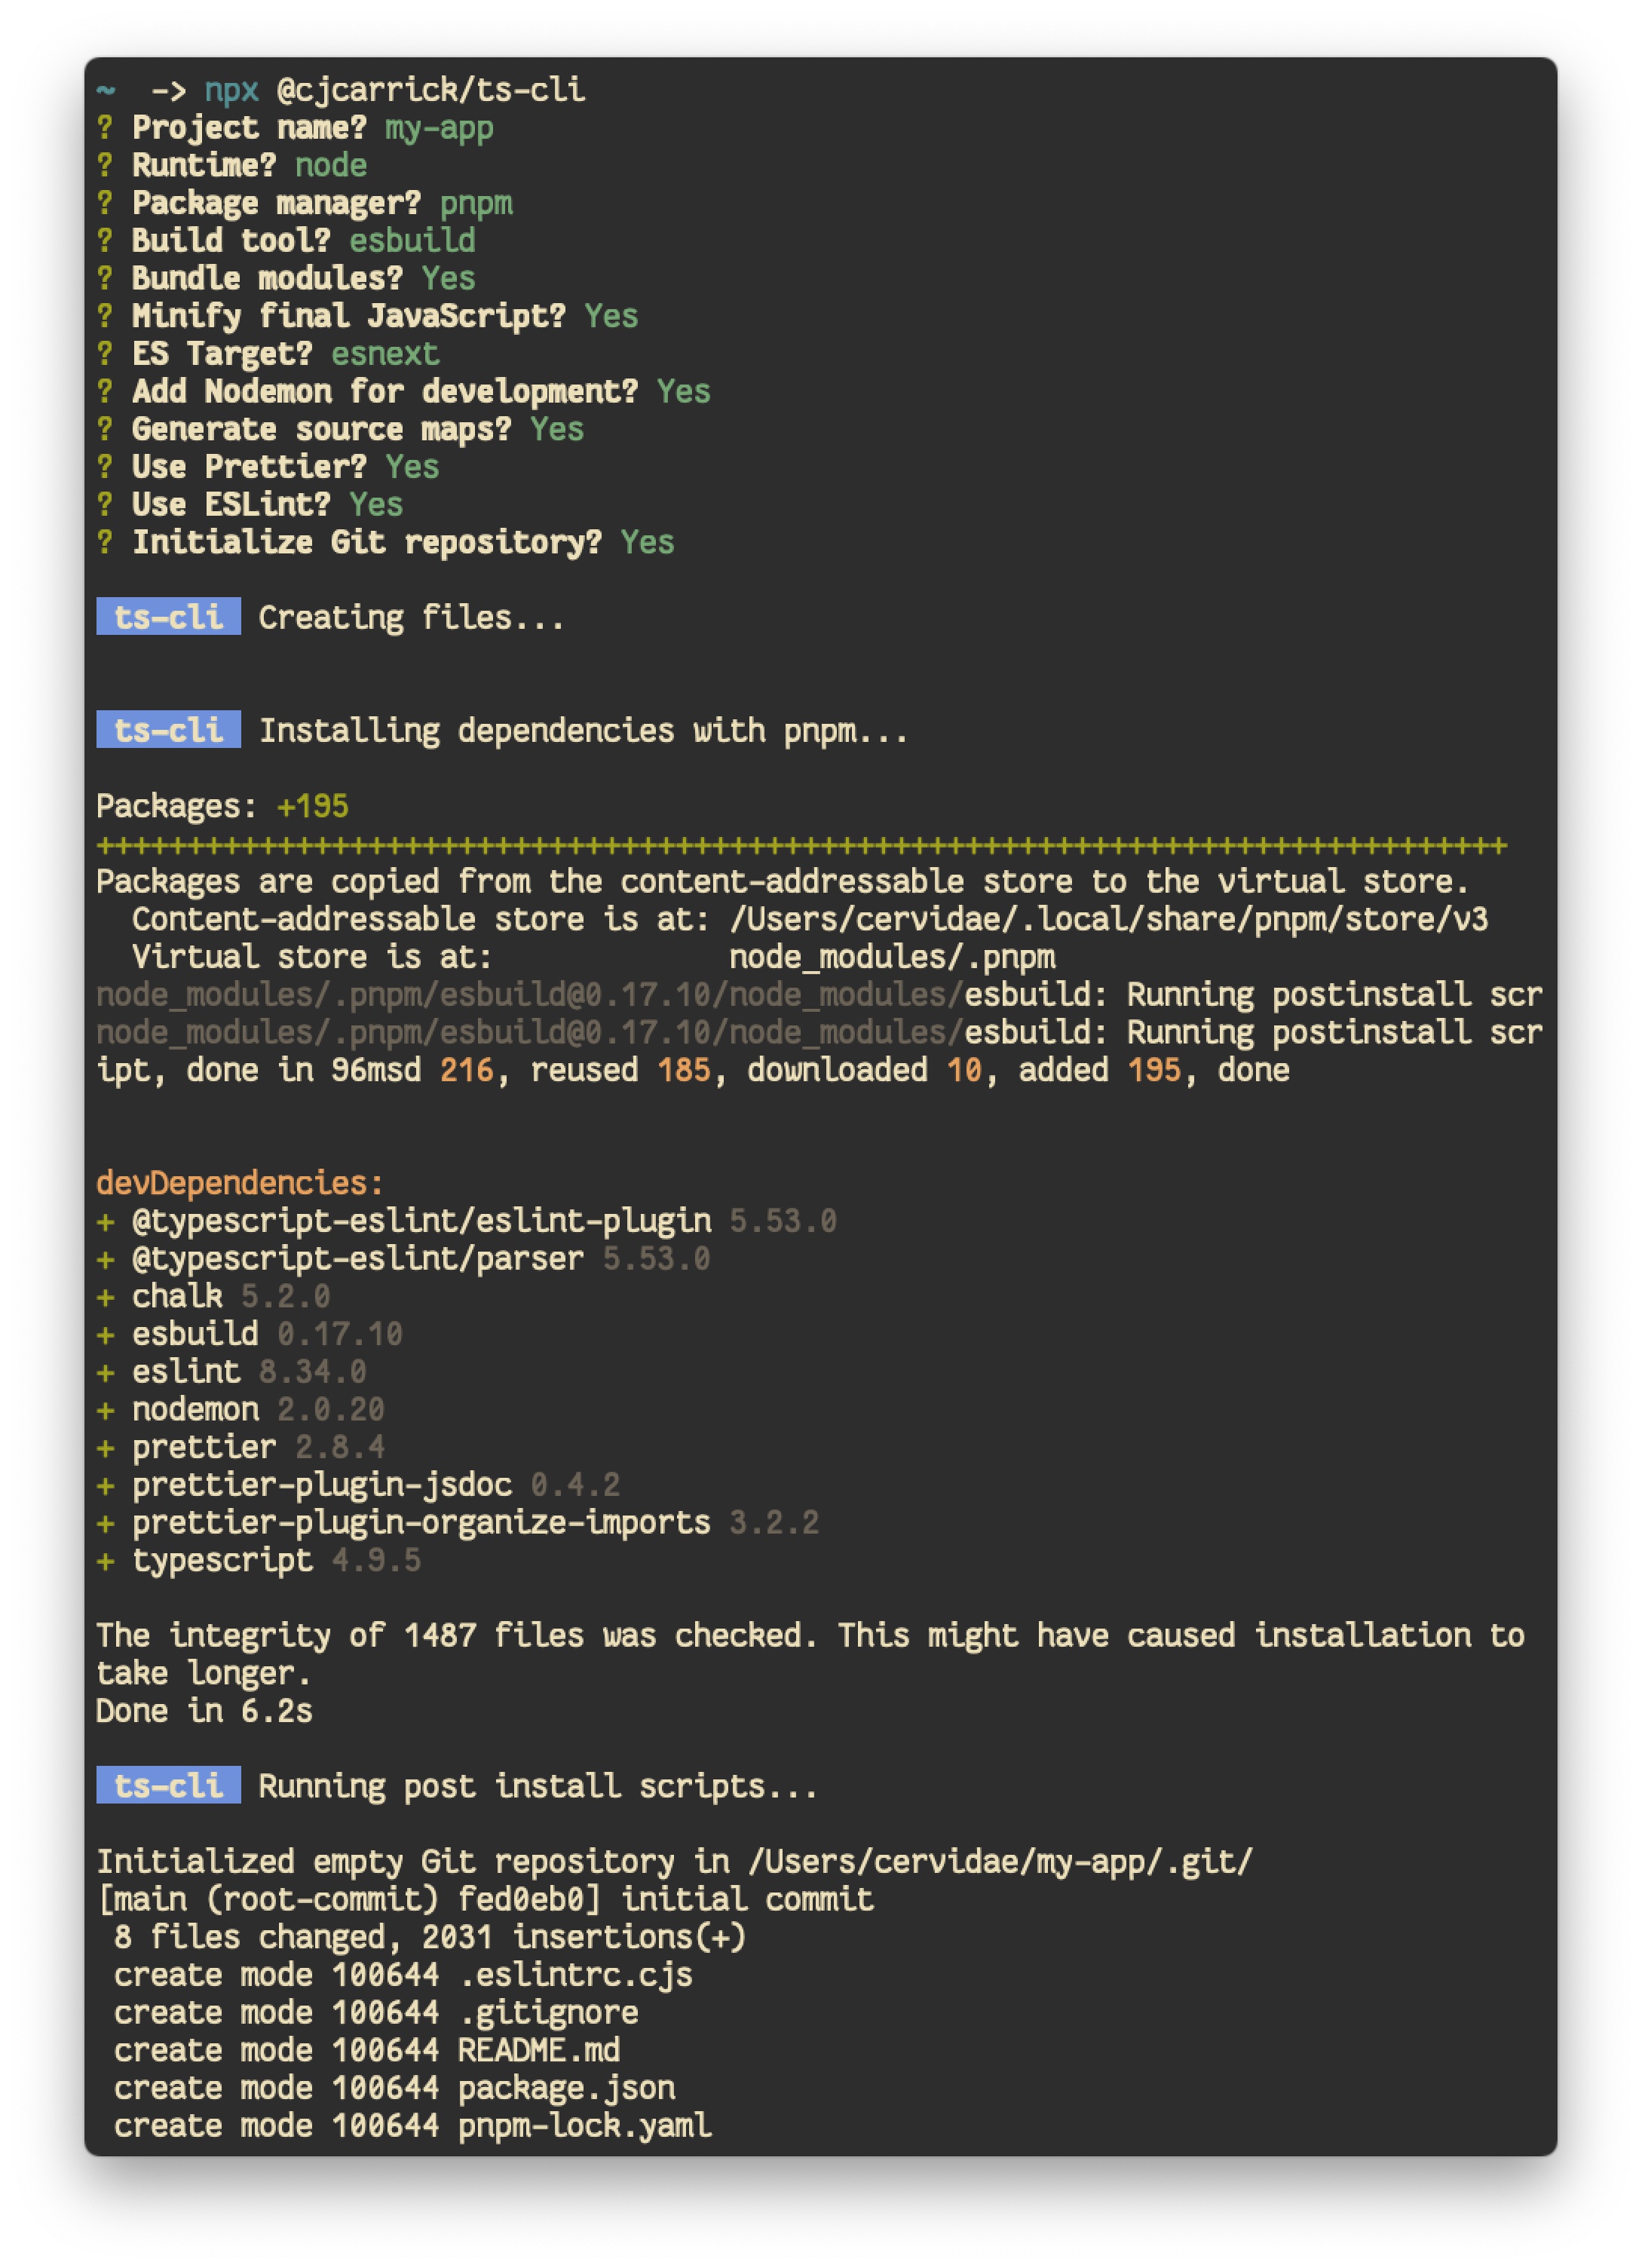 ~  -> npx @cjcarrick/ts-cli
? Project name? my-app
? Runtime? node
? Package manager? pnpm
? Build tool? esbuild
? Bundle modules? Yes
? Minify final JavaScript? Yes
? ES Target? esnext
? Add Nodemon for development? Yes
? Generate source maps? Yes
? Use Prettier? Yes
? Use ESLint? Yes
? Initialize Git repository? Yes
ts-cli Creating files...
ts-cli Installing dependencies with pnpm...
Packages: +195
++++++++++++++++++++++++++++++++++++++++++++++++++++++++++++++++++++++++++++++
Packages are copied from the content-addressable store to the virtual store.
  Content-addressable store is at: /Users/cervidae/.local/share/pnpm/store/v3
  Virtual store is at:             node_modules/.pnpm
node_modules/.pnpm/esbuild@0.17.10/node_modules/esbuild: Running postinstall scr
node_modules/.pnpm/esbuild@0.17.10/node_modules/esbuild: Running postinstall scr
ipt, done in 96msd 216, reused 185, downloaded 10, added 195, done
devDependencies:
+ @typescript-eslint/eslint-plugin 5.53.0
+ @typescript-eslint/parser 5.53.0
+ chalk 5.2.0
+ esbuild 0.17.10
+ eslint 8.34.0
+ nodemon 2.0.20
+ prettier 2.8.4
+ prettier-plugin-jsdoc 0.4.2
+ prettier-plugin-organize-imports 3.2.2
+ typescript 4.9.5
The integrity of 1487 files was checked. This might have caused installation to
take longer.
Done in 6.2s
ts-cli Running post install scripts...
Initialized empty Git repository in /Users/cervidae/my-app/.git/
[main (root-commit) fed0eb0] initial commit
 8 files changed, 2031 insertions(+)
 create mode 100644 .eslintrc.cjs
 create mode 100644 .gitignore
 create mode 100644 README.md
 create mode 100644 package.json
 create mode 100644 pnpm-lock.yaml